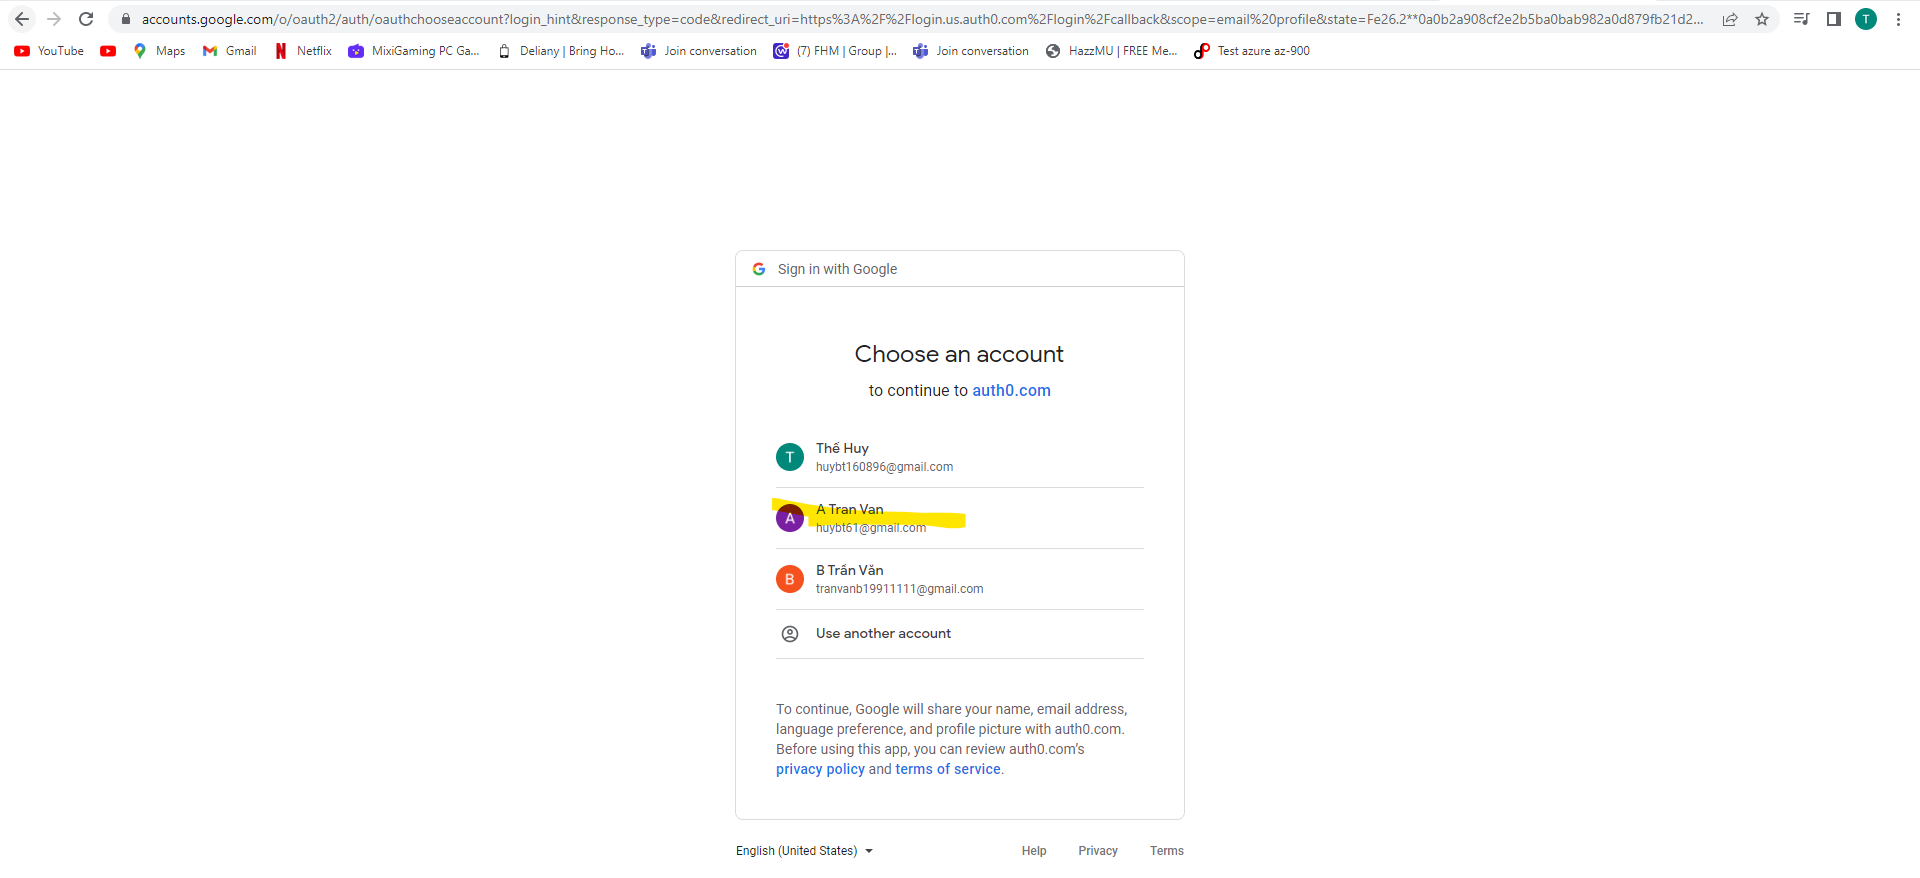 accounts.google.com/o/oauth2/auth/oauthchooseaccount?login_hint&response_type=code&redirect_uri=https%3A%2F%2Flogin.us.auth0.com%2Flogin%2Fcallback&scope=email%20profile&state=Fe26.2**0a0b2a908cf2e2b5ba0bab982a0d879fb21d2...
T
YouTube Maps Gmail Netflix MixiGaming PC Ga... Deliany | Bring Ho... Join conversation (7) FHM | Group |... Join conversation HazzMU | FREE Me... Test azure az-900
Sign in with Google
Choose an account
to continue to auth0.com
T
Thế Huy
huybt160896@gmail.com
A
A Tran Van
huybt61@gmail.com
B
B Trần Văn
tranvanb19911111@gmail.com
Use another account
To continue, Google will share your name, email address,
language preference, and profile picture with auth0.com.
Before using this app, you can review auth0.com's
privacy policy and terms of service.
English (United States) Help Privacy Terms